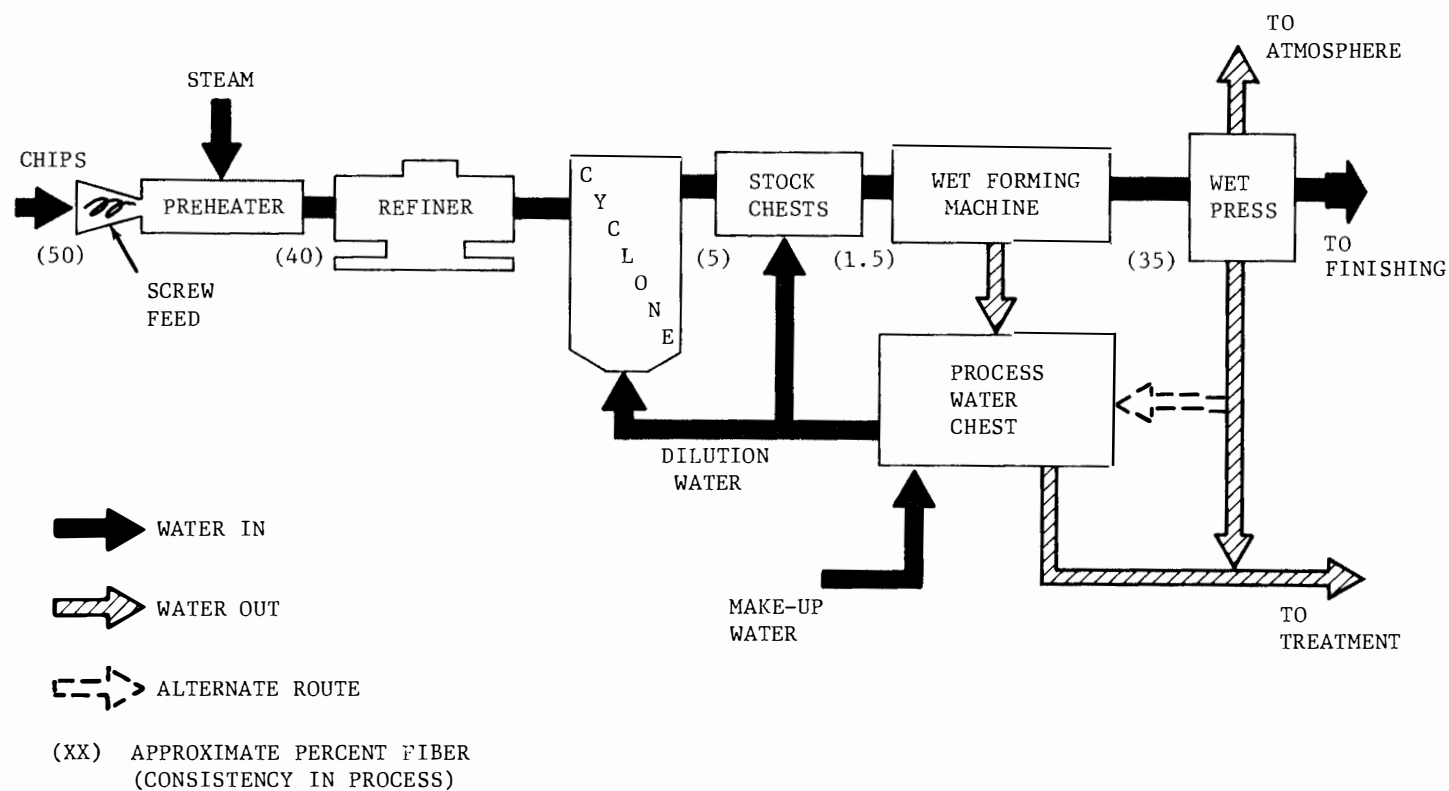 TO
ATMOSPHERE
STEAM
CHIPS
PREHEATER
REFINER
CYCLONE
STOCK
CHESTS
WET FORMING
MACHINE
WET
PRESS
(50)
(40)
(5)
(1.5)
(35)
TO
FINISHING
SCREW
FEED
PROCESS
WATER
CHEST
DILUTION
WATER
WATER IN
WATER OUT
MAKE-UP
WATER
TO
TREATMENT
ALTERNATE ROUTE
(XX) APPROXIMATE PERCENT FIBER
(CONSISTENCY IN PROCESS)